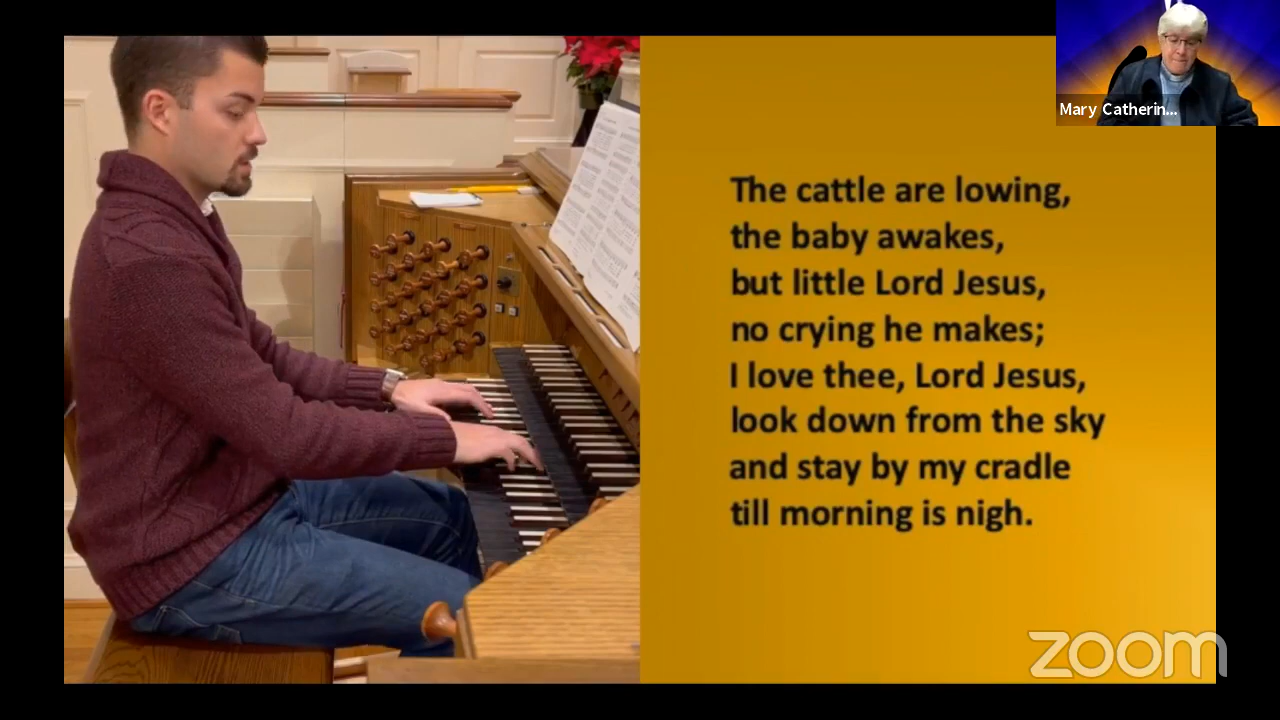 Mary Catherin...
The cattle are lowing,
the baby awakes,
but little Lord Jesus,
no crying he makes;
I love thee, Lord Jesus,
look down from the sky
and stay by my cradle
till morning is nigh.
zoom